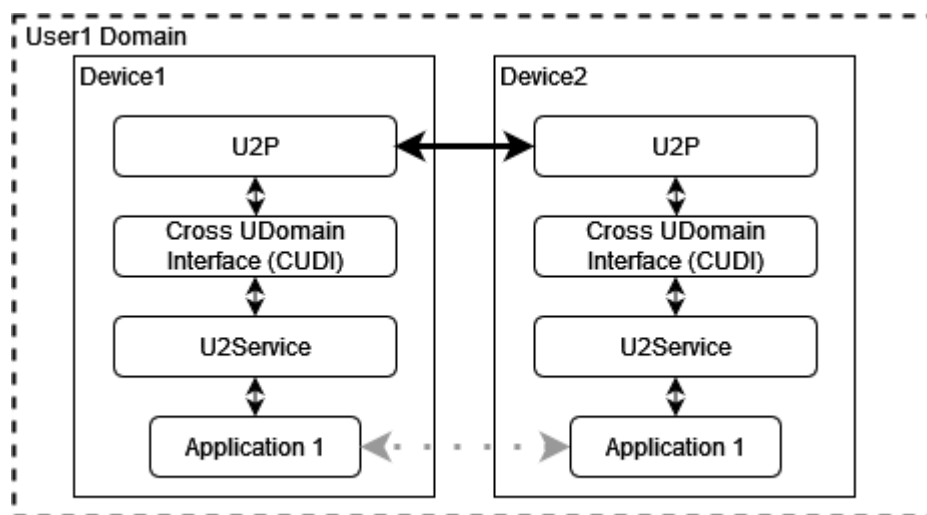 User1 Domain
Device1
U2P
Cross UDomain
Interface (CUDI)
U2Service
Application 1
Device2
U2P
Cross UDomain
Interface (CUDI)
U2Service
Application 1